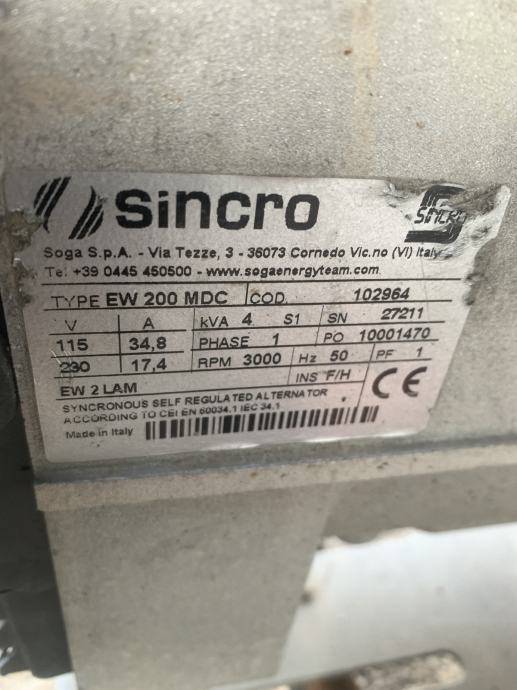 sincro
SINCRO
Soga S.p.A. - Via Tezze, 3 - 36073 Cornedo Vic.no (VI) Italy
Tel +39 0445 450500 - www.sogaenergyteam.com
TYPE EW 200 MDC COD. 102964
V A kVA 4 S1 SN 27211
115 34,8 PHASE 1 PO 10001470
230 17,4 RPM 3000 Hz 50 PF 1
EW 2 LAM INS F/H CE
SYNCRONOUS SELF REGULATED ALTERNATOR
ACCORDING TO CEI EN 60034.1 IEC 34.1
Made in Italy